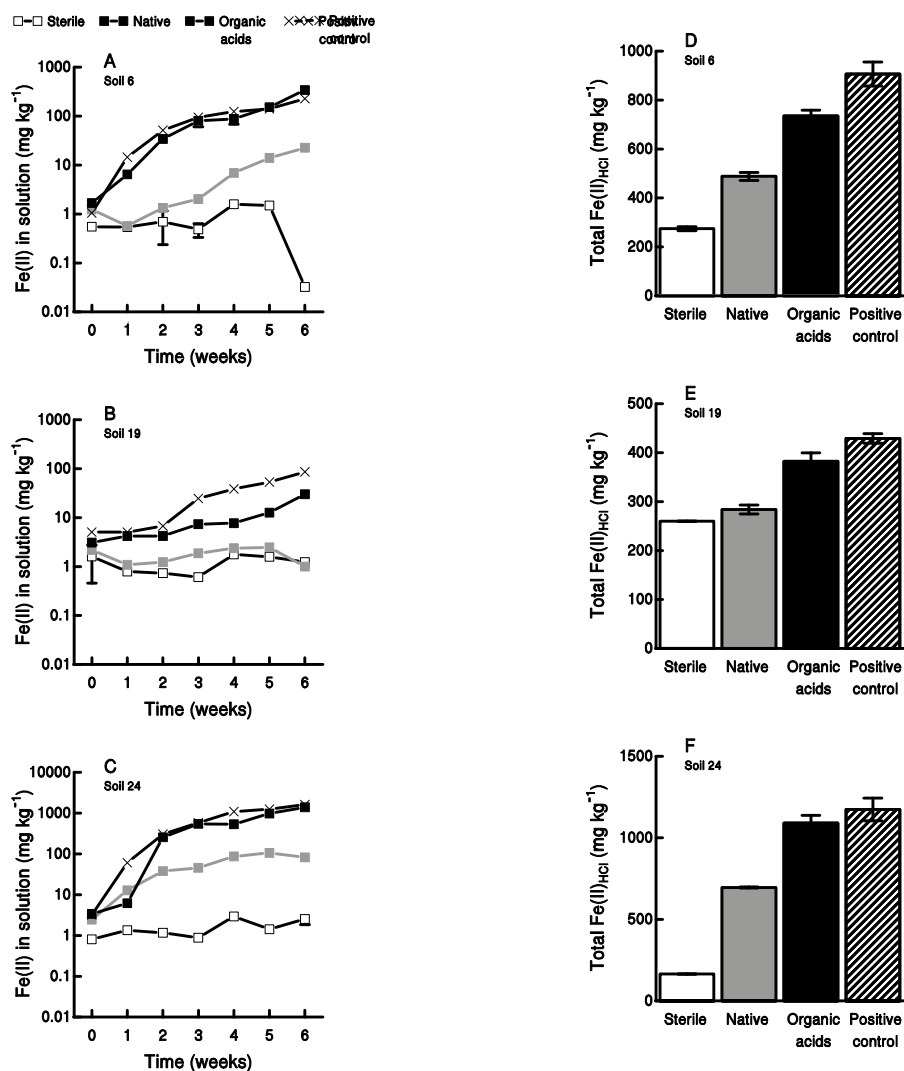 Sterile Native Organic acids Positive control
A
Soil 6
Fe(II) in solution (mg kg⁻¹)
1000
100
10
1
0.1
0.01
0 1 2 3 4 5 6
Time (weeks)
D
Soil 6
Total Fe(II)HCl (mg kg⁻¹)
1000
800
600
400
200
0
Sterile Native Organic acids Positive control
B
Soil 19
Fe(II) in solution (mg kg⁻¹)
1000
100
10
1
0.1
0.01
0 1 2 3 4 5 6
Time (weeks)
E
Soil 19
Total Fe(II)HCl (mg kg⁻¹)
500
400
300
200
100
0
Sterile Native Organic acids Positive control
C
Soil 24
Fe(II) in solution (mg kg⁻¹)
10000
1000
100
10
1
0.1
0.01
0 1 2 3 4 5 6
Time (weeks)
F
Soil 24
Total Fe(II)HCl (mg kg⁻¹)
1500
1000
500
0
Sterile Native Organic acids Positive control